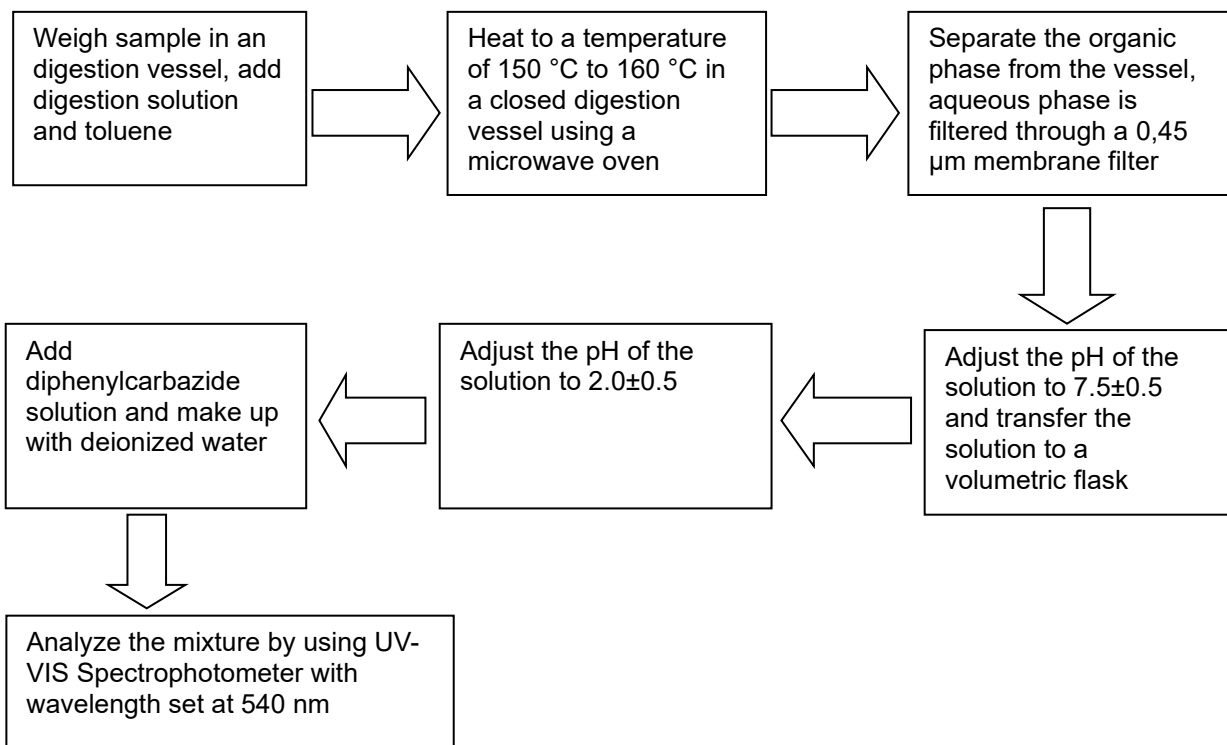 Weigh sample in an
digestion vessel, add
digestion solution
and toluene
Heat to a temperature
of 150 °C to 160 °C in
a closed digestion
vessel using a
microwave oven
Separate the organic
phase from the vessel,
aqueous phase is
filtered through a 0,45
µm membrane filter
Adjust the pH of the
solution to 7.5±0.5
and transfer the
solution to a
volumetric flask
Adjust the pH of the
solution to 2.0±0.5
Add
diphenylcarbazide
solution and make up
with deionized water
Analyze the mixture by using UV-
VIS Spectrophotometer with
wavelength set at 540 nm